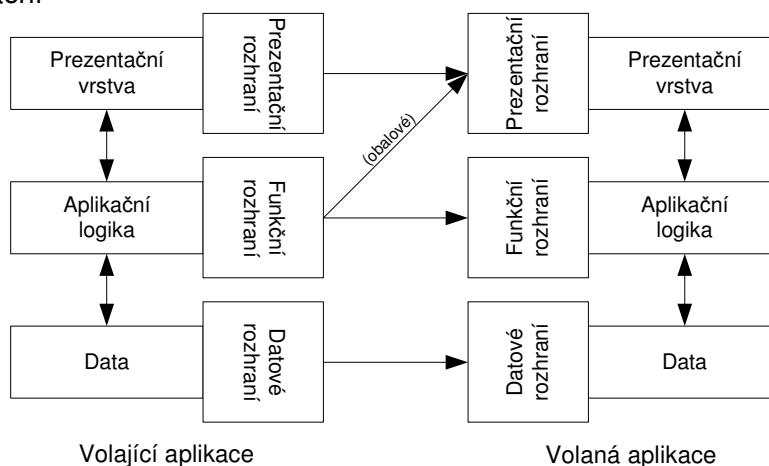 Prezentační
vrstva
Prezentační
rozhraní
Prezentační
rozhraní
Prezentační
vrstva
(obalové)
Aplikační
logika
Funkční
rozhraní
Funkční
rozhraní
Aplikační
logika
Data
Datové
rozhraní
Datové
rozhraní
Data
Volající aplikace
Volaná aplikace